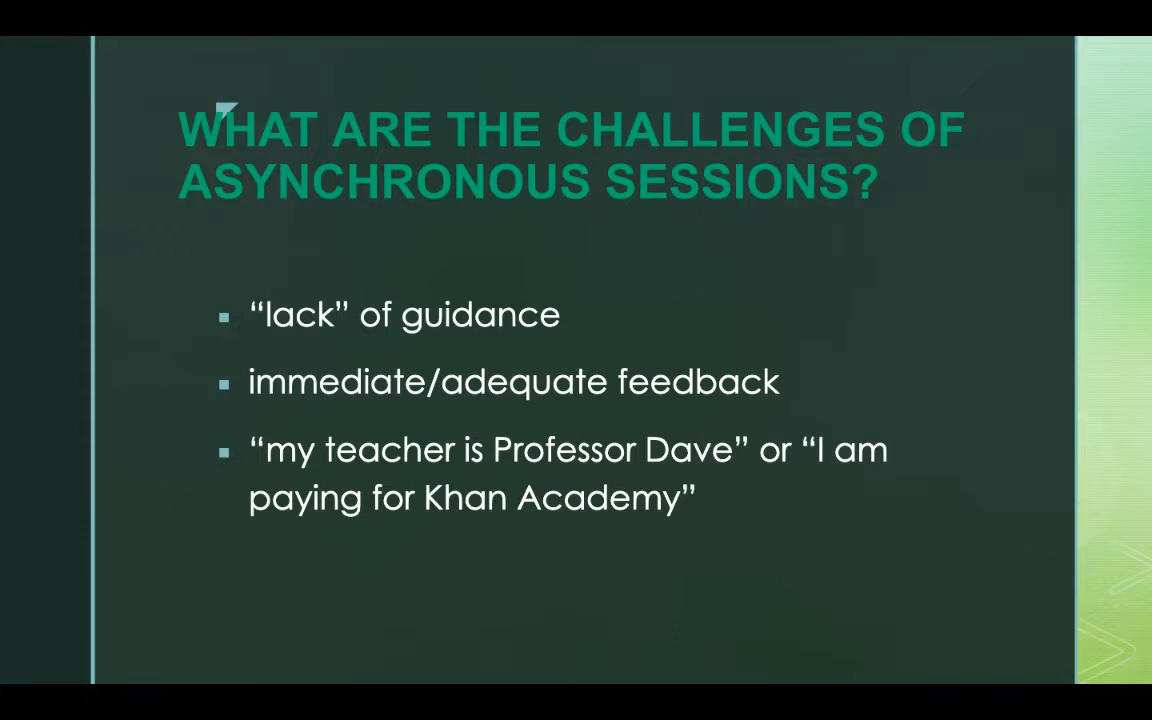 WHAT ARE THE CHALLENGES OF
ASYNCHRONOUS SESSIONS?
▪ “lack” of guidance
▪ immediate/adequate feedback
▪ “my teacher is Professor Dave” or “I am
paying for Khan Academy”